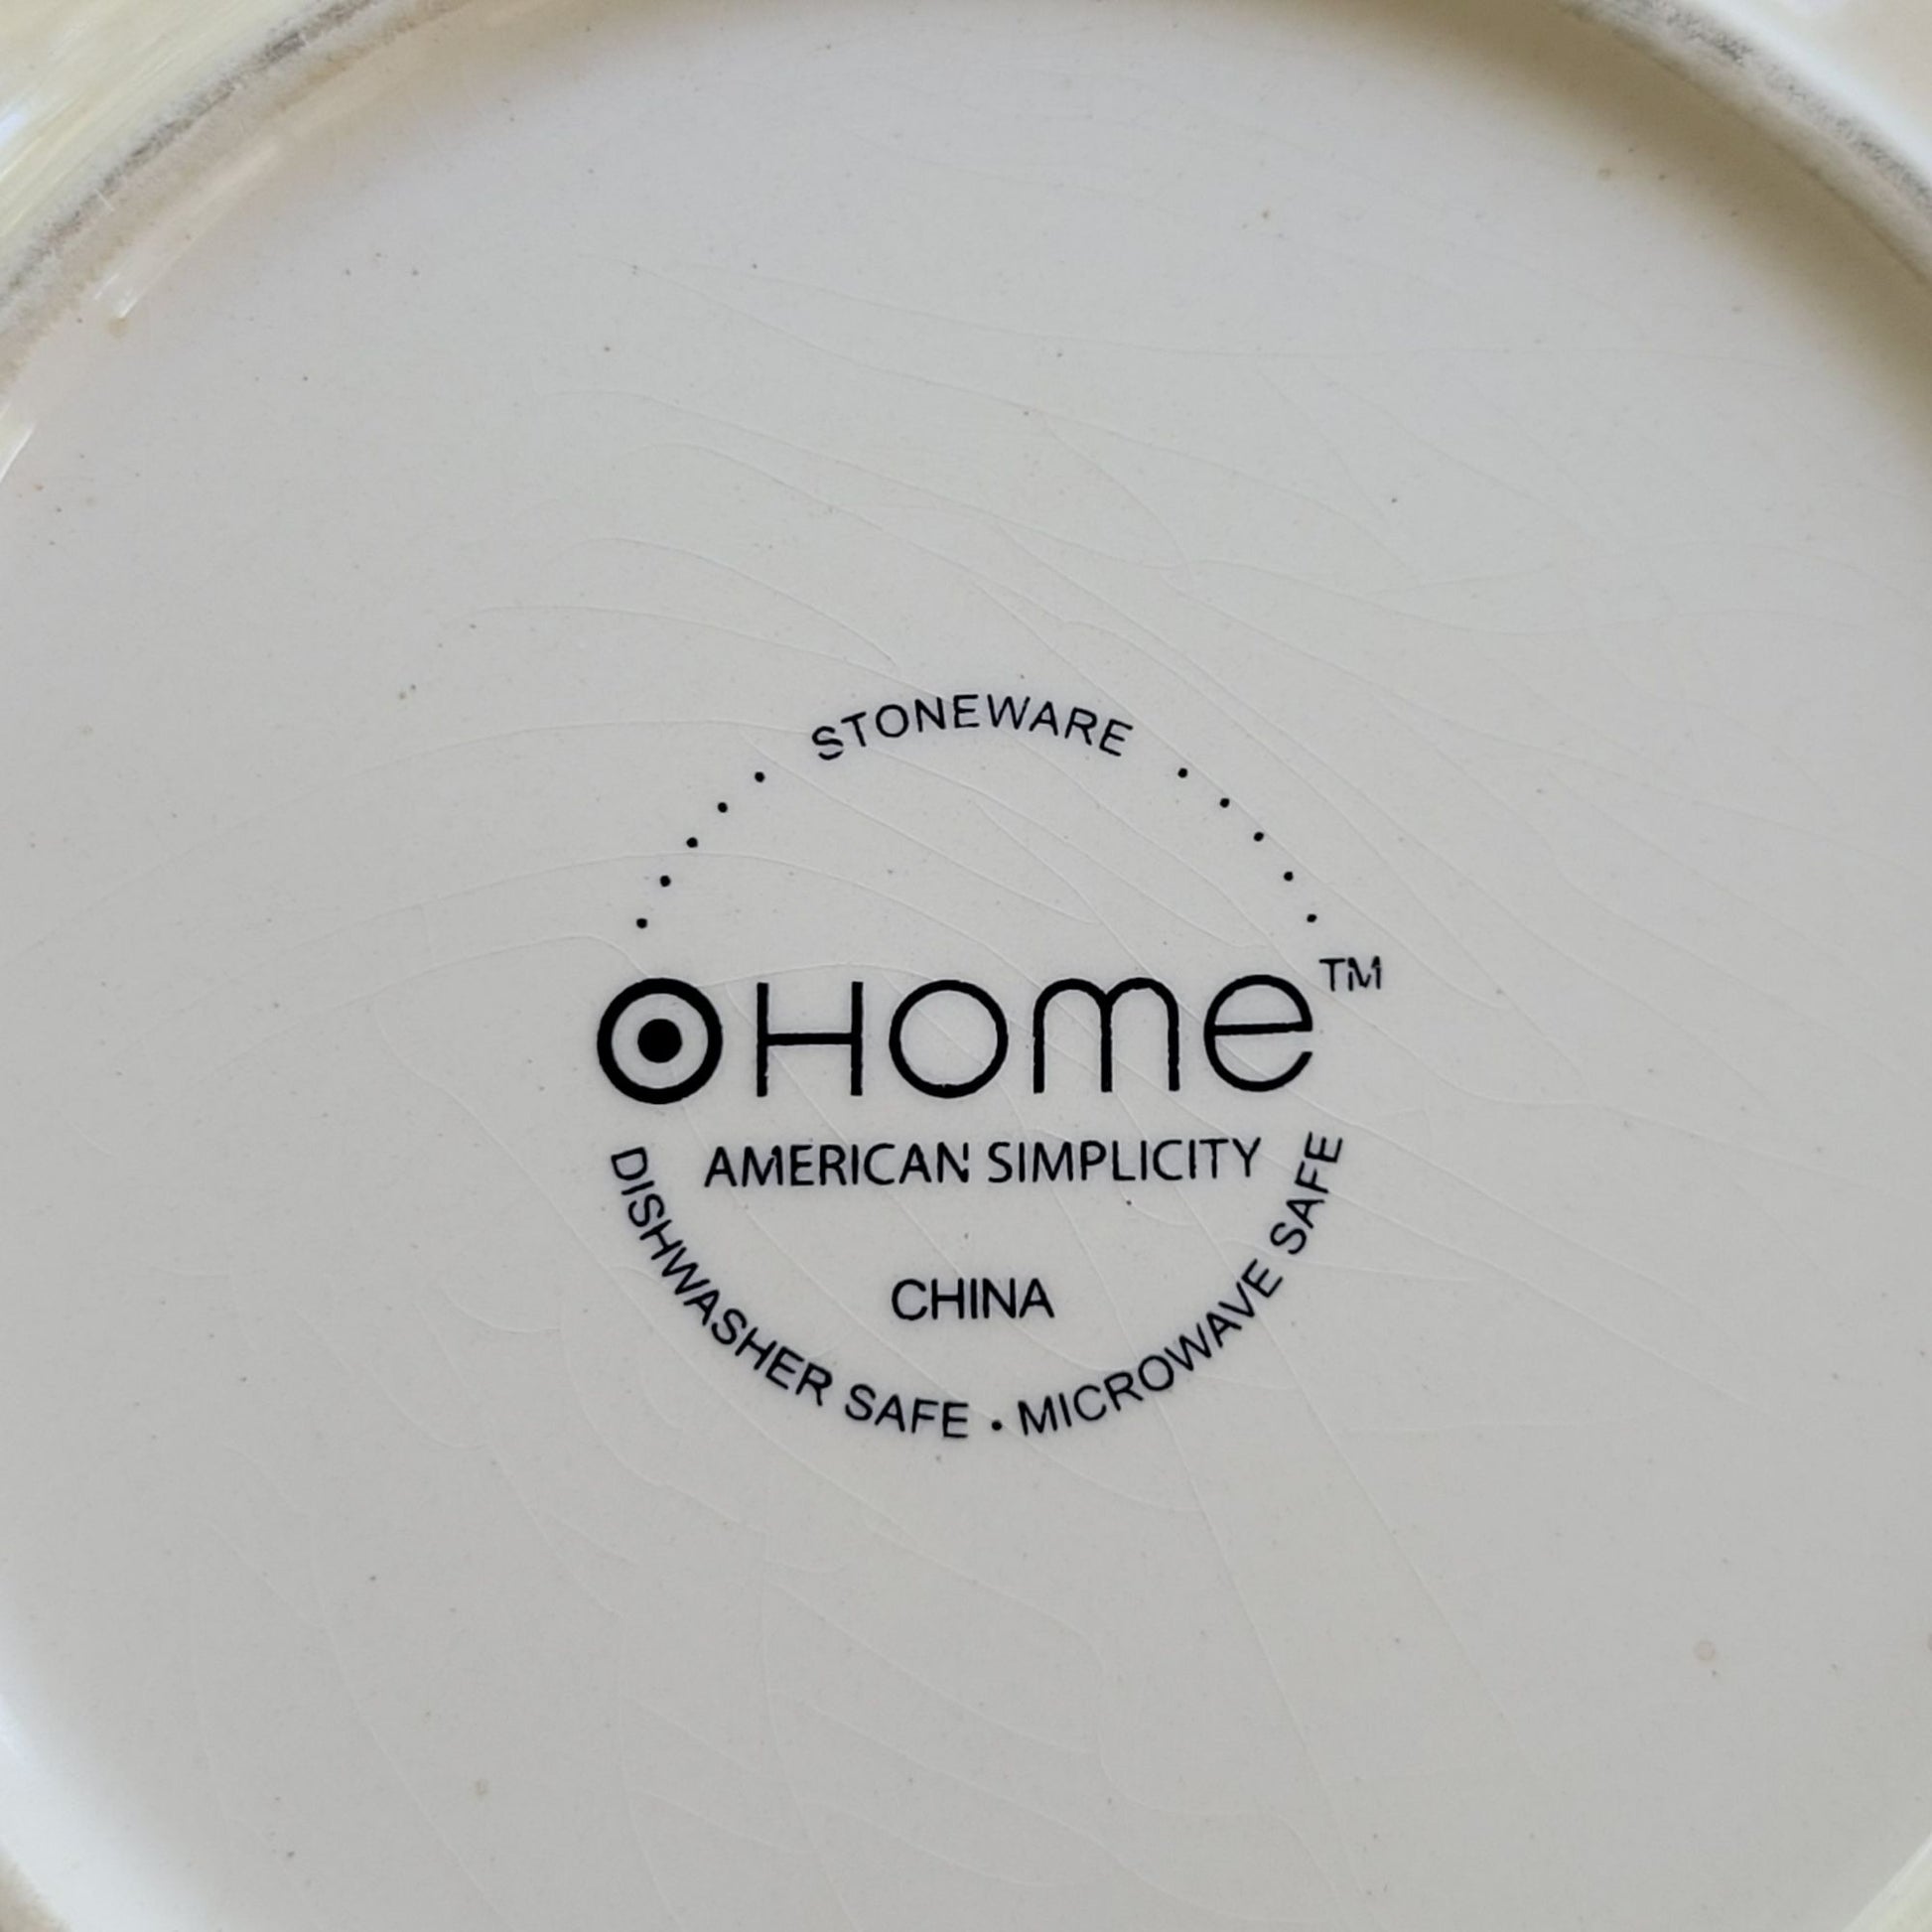 STONEWARE
Home™
AMERICAN SIMPLICITY
CHINA
DISHWASHER SAFE • MICROWAVE SAFE